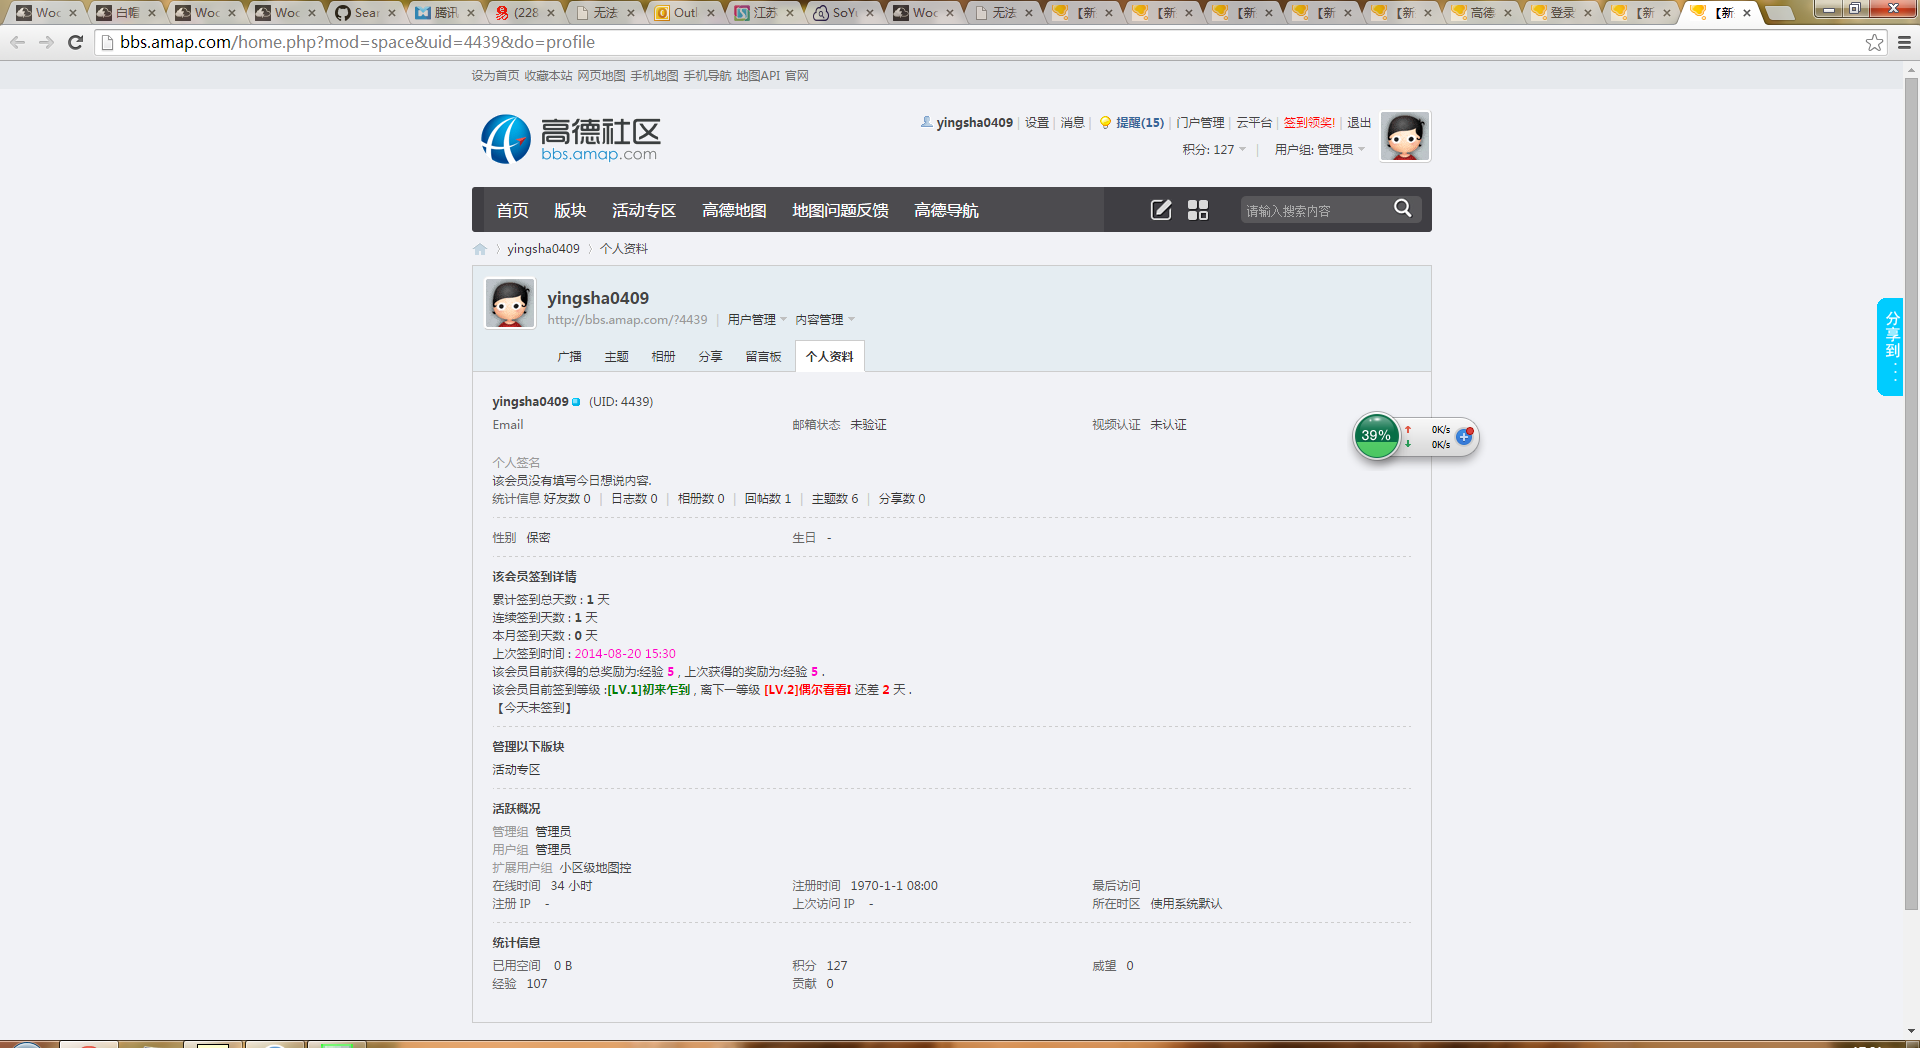 Woc 白帽 Woc Woc Sear 腾讯 (228 无法 Outl 江苏 SoYu Woc 无法 【新 【新 【新 【新 【新 高德 登录 【新 【新
bbs.amap.com/home.php?mod=space&uid=4439&do=profile
设为首页 收藏本站 网页地图 手机地图 手机导航 地图API 官网
高德社区
bbs.amap.com
yingsha0409 | 设置 | 消息 | 提醒(15) | 门户管理 | 云平台 | 签到领奖! | 退出
积分: 127 | 用户组: 管理员
首页 版块 活动专区 高德地图 地图问题反馈 高德导航 请输入搜索内容
yingsha0409 › 个人资料
yingsha0409
http://bbs.amap.com/?4439 | 用户管理 内容管理
广播 主题 相册 分享 留言板 个人资料
分享到...
yingsha0409 (UID: 4439)
Email 邮箱状态 未验证 视频认证 未认证
39% 0K/s
0K/s
个人签名
该会员没有填写今日想说内容.
统计信息 好友数 0 | 日志数 0 | 相册数 0 | 回帖数 1 | 主题数 6 | 分享数 0
性别 保密 生日 -
该会员签到详情
累计签到总天数 : 1 天
连续签到天数 : 1 天
本月签到天数 : 0 天
上次签到时间 : 2014-08-20 15:30
该会员目前获得的总奖励为:经验 5 , 上次获得的奖励为:经验 5 .
该会员目前签到等级 :[LV.1]初来乍到 , 离下一等级 [LV.2]偶尔看看I 还差 2 天 .
【今天未签到】
管理以下版块
活动专区
活跃概况
管理组 管理员
用户组 管理员
扩展用户组 小区级地图控
在线时间 34 小时 注册时间 1970-1-1 08:00 最后访问
注册 IP - 上次访问 IP - 所在时区 使用系统默认
统计信息
已用空间 0 B 积分 127 威望 0
经验 107 贡献 0